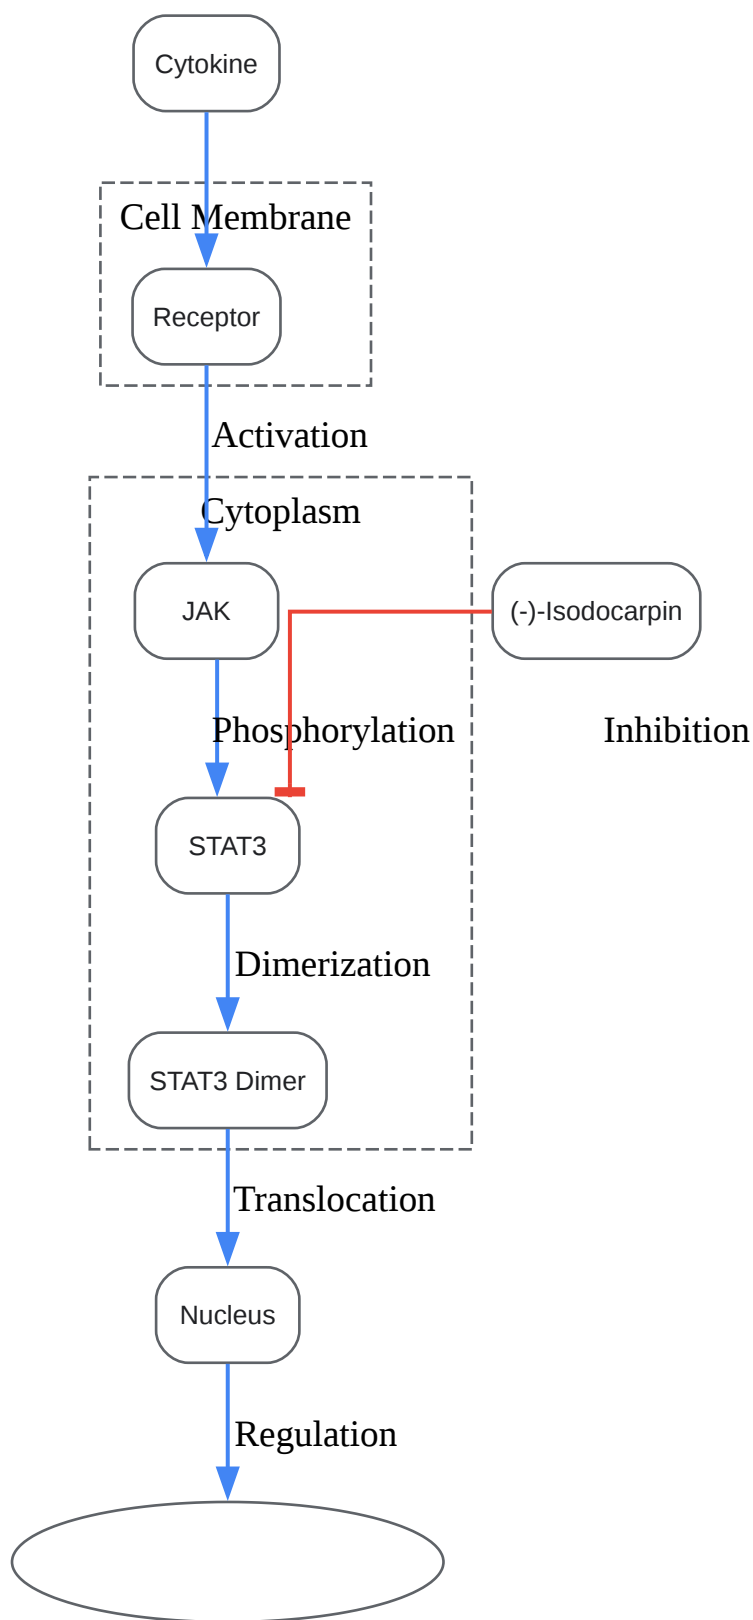 Cytokine
Cell Membrane
Receptor
Activation
Cytoplasm
JAK
(-)-Isodocarpin
Phosphorylation
Inhibition
STAT3
Dimerization
STAT3 Dimer
Translocation
Nucleus
Regulation